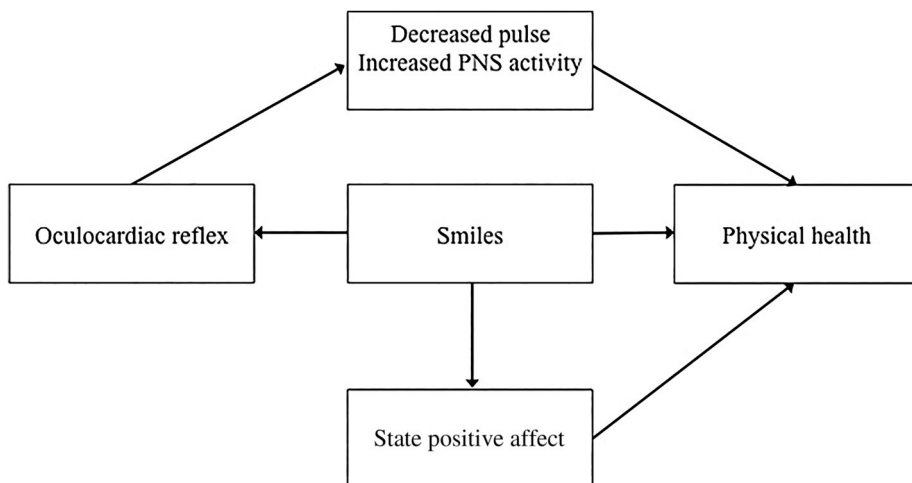 Decreased pulse
Increased PNS activity
Oculocardiac reflex
Smiles
Physical health
State positive affect